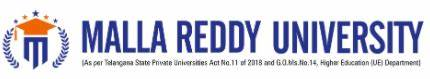 MALLA REDDY UNIVERSITY
(As per Telangana State Private Universities Act No.11 of 2018 and G.O.Ms.No.14, Higher Education (UE) Department)